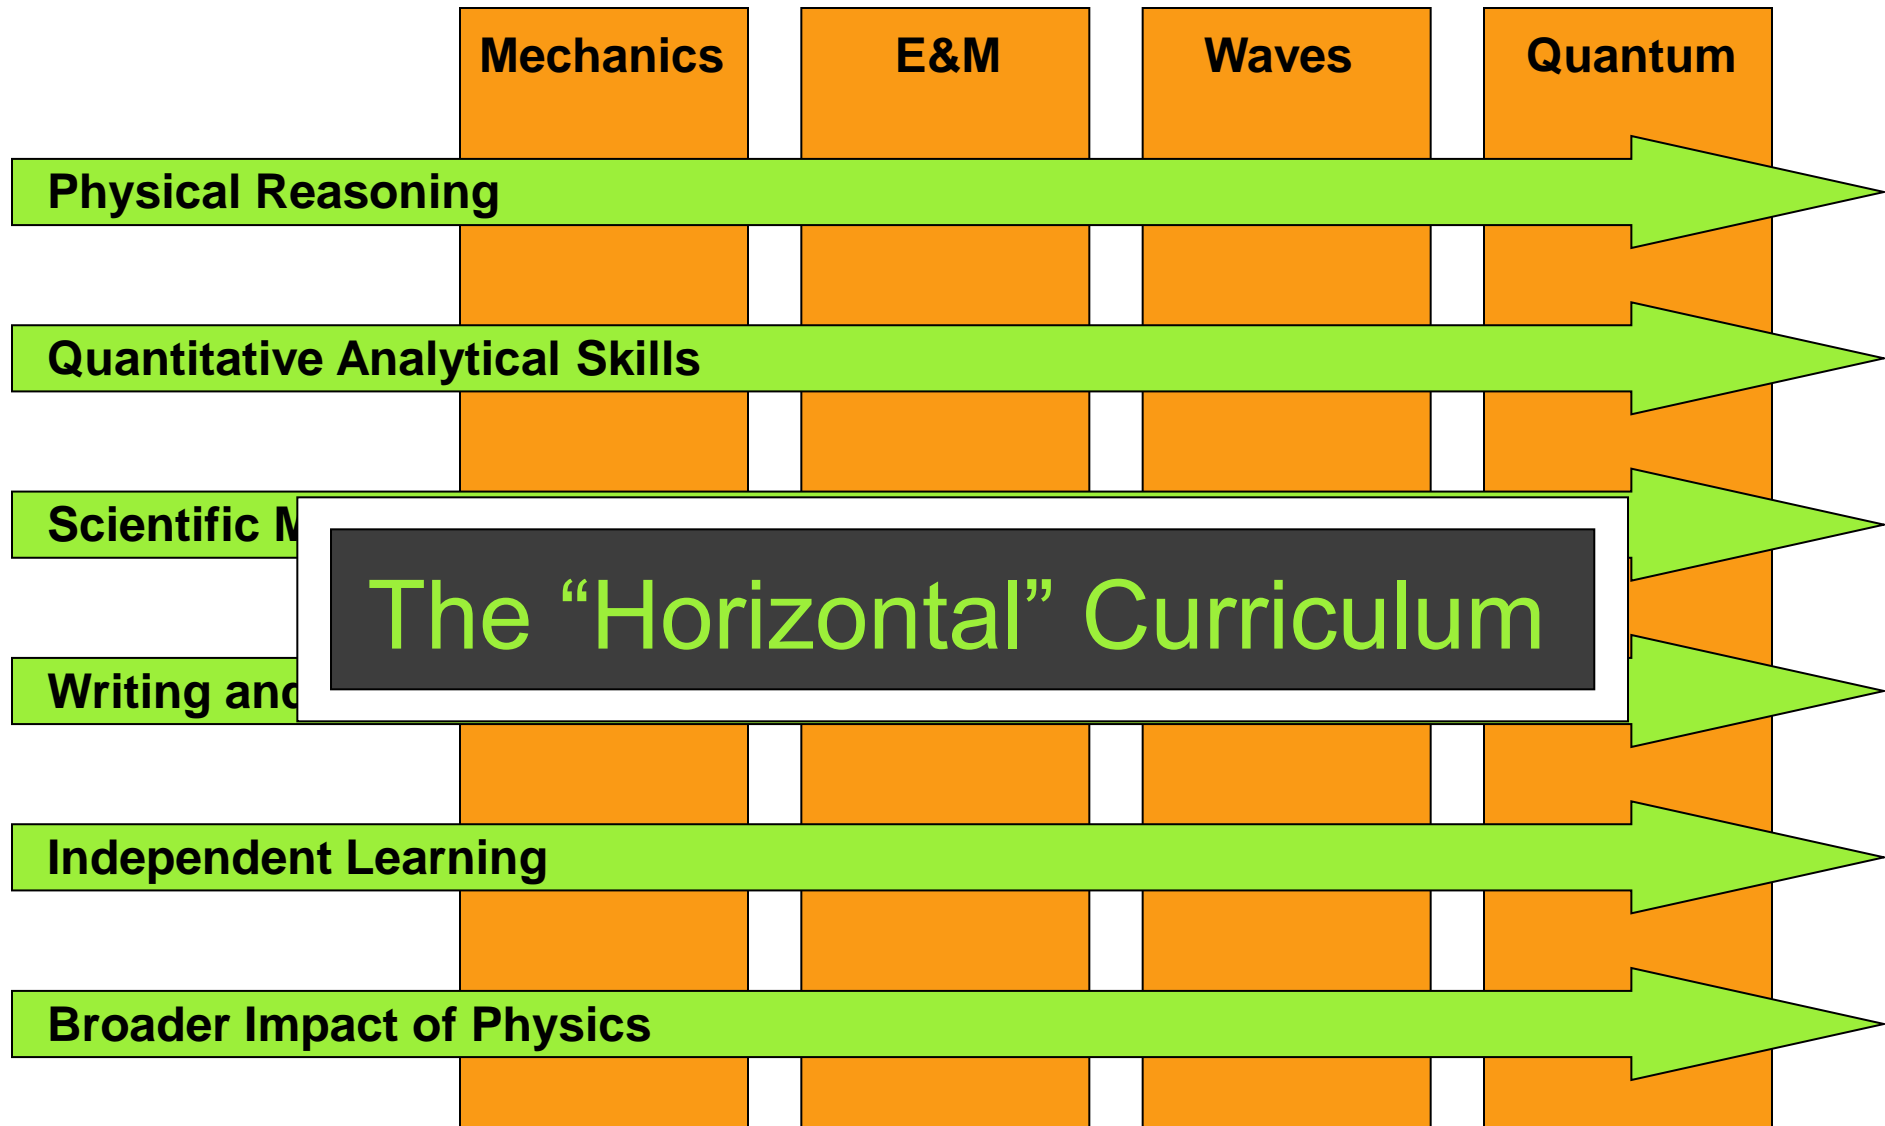 Mechanics E&M Waves Quantum
Physical Reasoning
Quantitative Analytical Skills
Scientific
The “Horizontal” Curriculum
Writing and
Independent Learning
Broader Impact of Physics